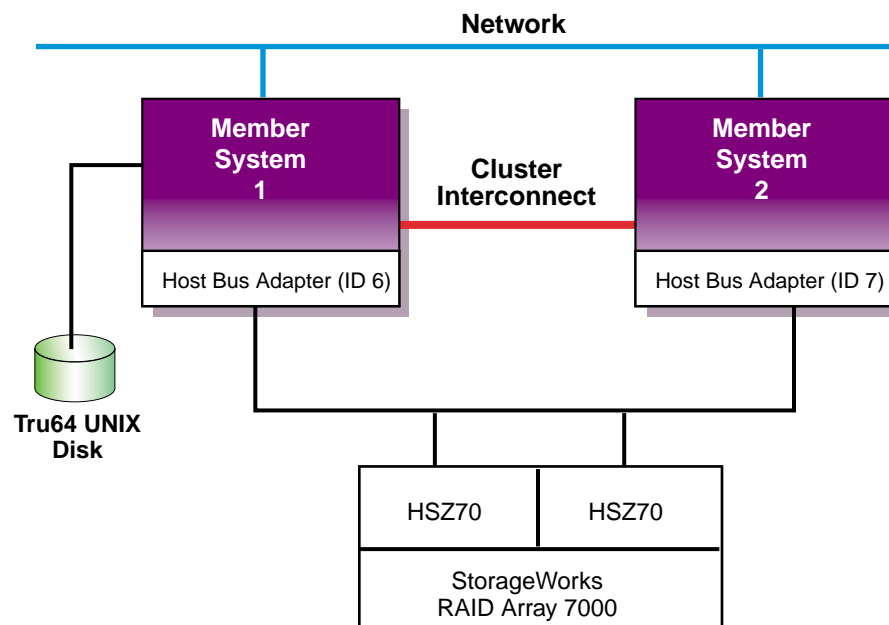 Network
Member
System
1
Cluster
Interconnect
Member
System
2
Host Bus Adapter (ID 6)
Host Bus Adapter (ID 7)
Tru64 UNIX
Disk
HSZ70
HSZ70
StorageWorks
RAID Array 7000